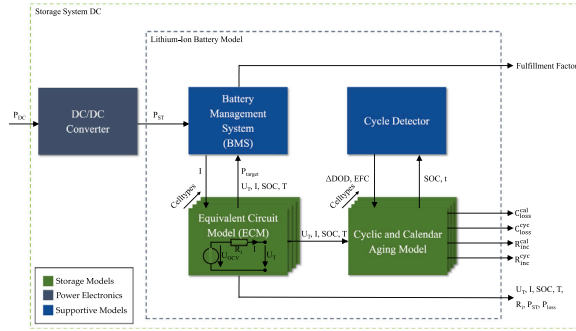 Storage System DC
Lithium-Ion Battery Model
Fulfillment Factor
P_DC
DC/DC
Converter
P_ST
Battery
Management
System
(BMS)
Cycle Detector
I
P_target
U_T, I, SOC, T
ΔDOD, EFC
SOC, t
Celltypes
Celltypes
Equivalent Circuit
Model (ECM)
R_i
I
U_OCV
U_T
U_T, I, SOC, T
Cyclic and Calendar
Aging Model
C_loss^cal
C_loss^cyc
R_inc^cal
R_inc^cyc
U_T, I, SOC, T,
R_i, P_ST, P_loss
Storage Models
Power Electronics
Supportive Models